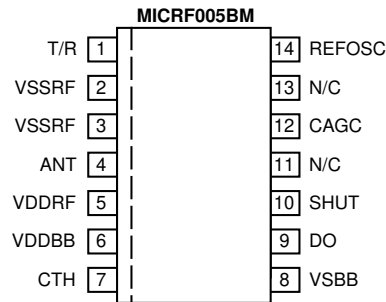 MICRF005BM
T/R 1 14 REFOSC
VSSRF 2 13 N/C
VSSRF 3 12 CAGC
ANT 4 11 N/C
VDDRF 5 10 SHUT
VDDBB 6 9 DO
CTH 7 8 VSBB